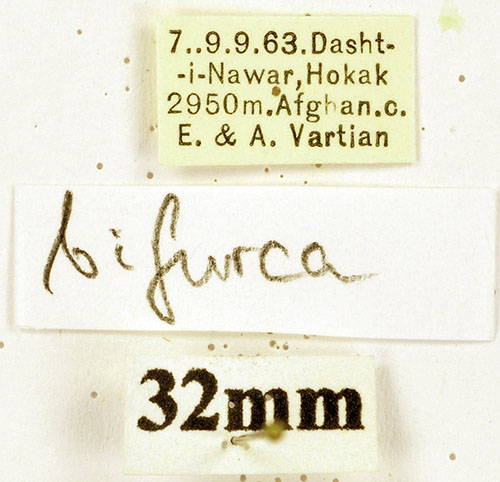 7..9.9.63.Dasht-
-i-Nawar,Hokak
2950m.Afghan.c.
E. & A. Vartian
bifurca
32mm